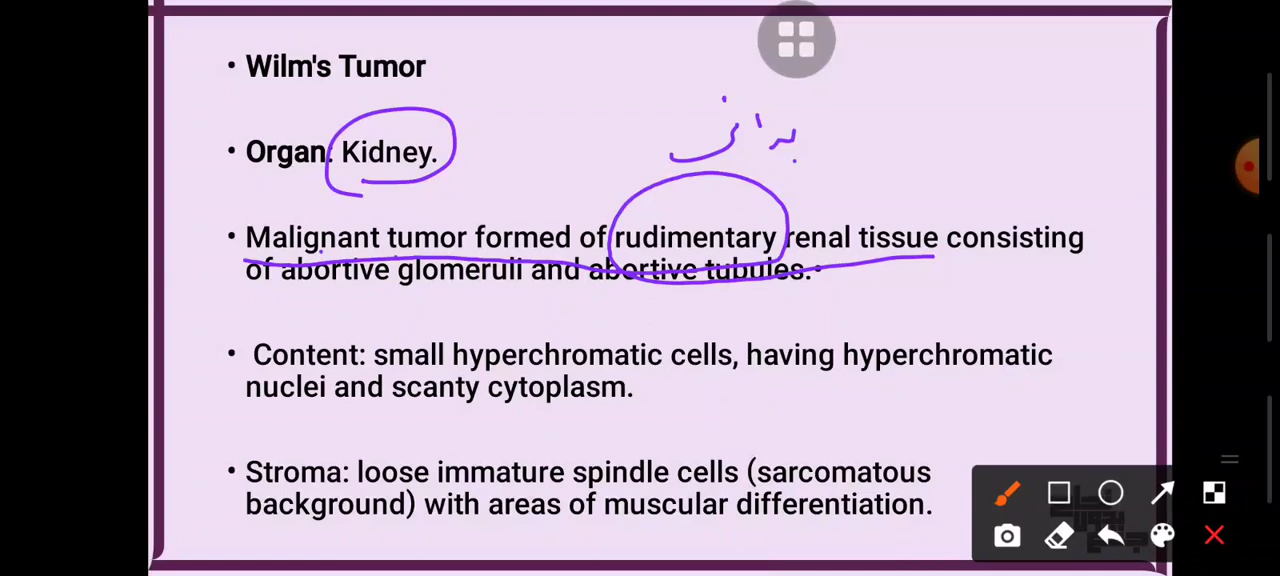 • Wilm's Tumor
• Organ: Kidney.
• Malignant tumor formed of rudimentary renal tissue consisting
of abortive glomeruli and abortive tubules.
• Content: small hyperchromatic cells, having hyperchromatic
nuclei and scanty cytoplasm.
• Stroma: loose immature spindle cells (sarcomatous
background) with areas of muscular differentiation.